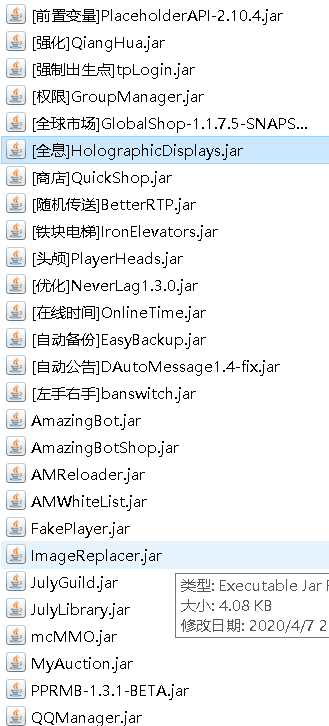 [前置变量]PlaceholderAPI-2.10.4.jar
[强化]QiangHua.jar
[强制出生点]tpLogin.jar
[权限]GroupManager.jar
[全球市场]GlobalShop-1.1.7.5-SNAPS...
[全息]HolographicDisplays.jar
[商店]QuickShop.jar
[随机传送]BetterRTP.jar
[铁块电梯]IronElevators.jar
[头颅]PlayerHeads.jar
[优化]NeverLag1.3.0.jar
[在线时间]OnlineTime.jar
[自动备份]EasyBackup.jar
[自动公告]DAutoMessage1.4-fix.jar
[左手右手]banswitch.jar
AmazingBot.jar
AmazingBotShop.jar
AMReloader.jar
AMWhiteList.jar
FakePlayer.jar
ImageReplacer.jar
JulyGuild.jar
类型: Executable Jar F
JulyLibrary.jar
大小: 4.08 KB
mcMMO.jar
修改日期: 2020/4/7 2
MyAuction.jar
PPRMB-1.3.1-BETA.jar
QQManager.jar